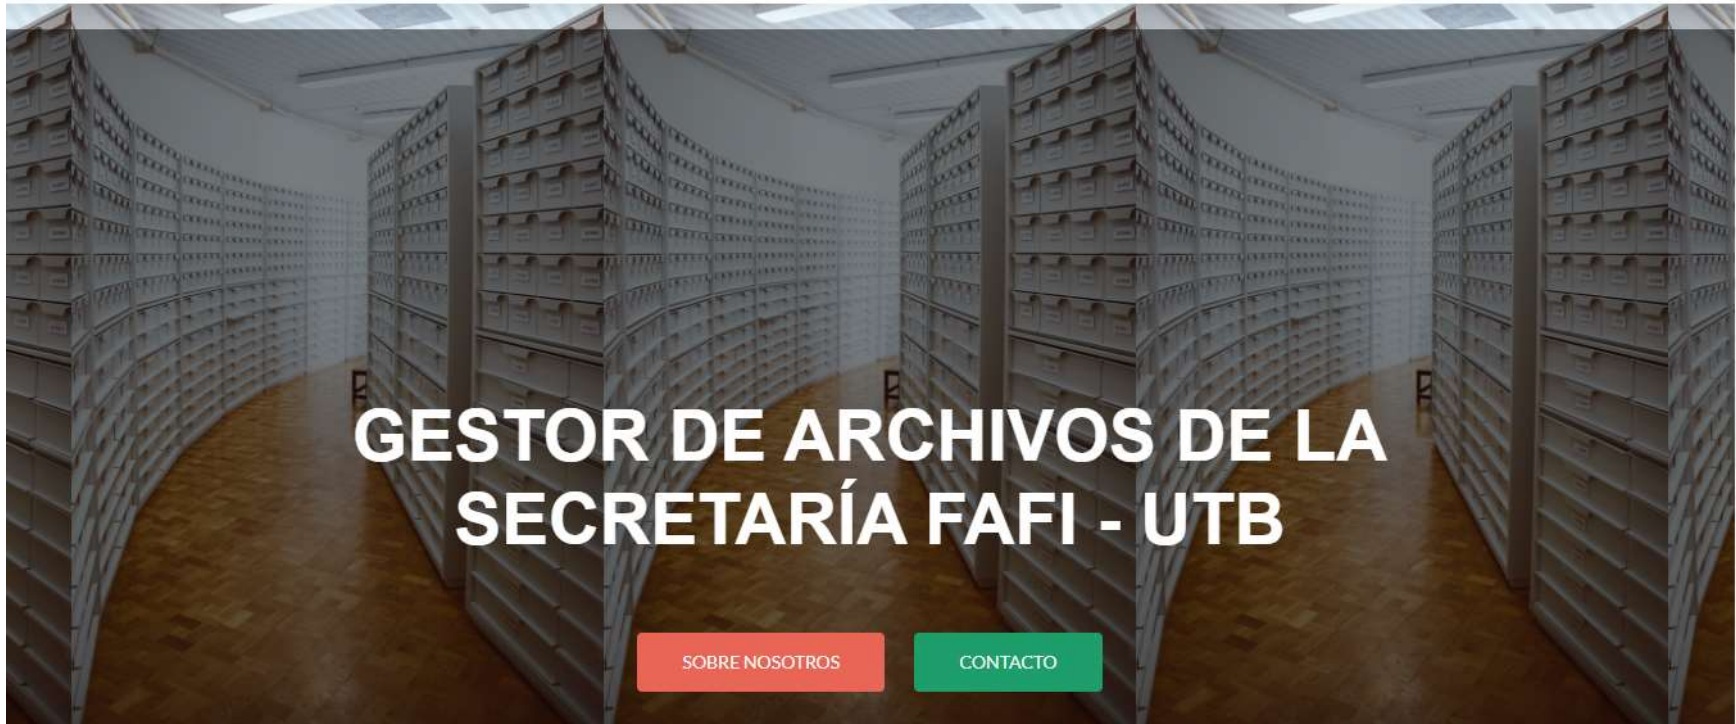 GESTOR DE ARCHIVOS DE LA
SECRETARÍA FAFI - UTB
SOBRE NOSOTROS
CONTACTO